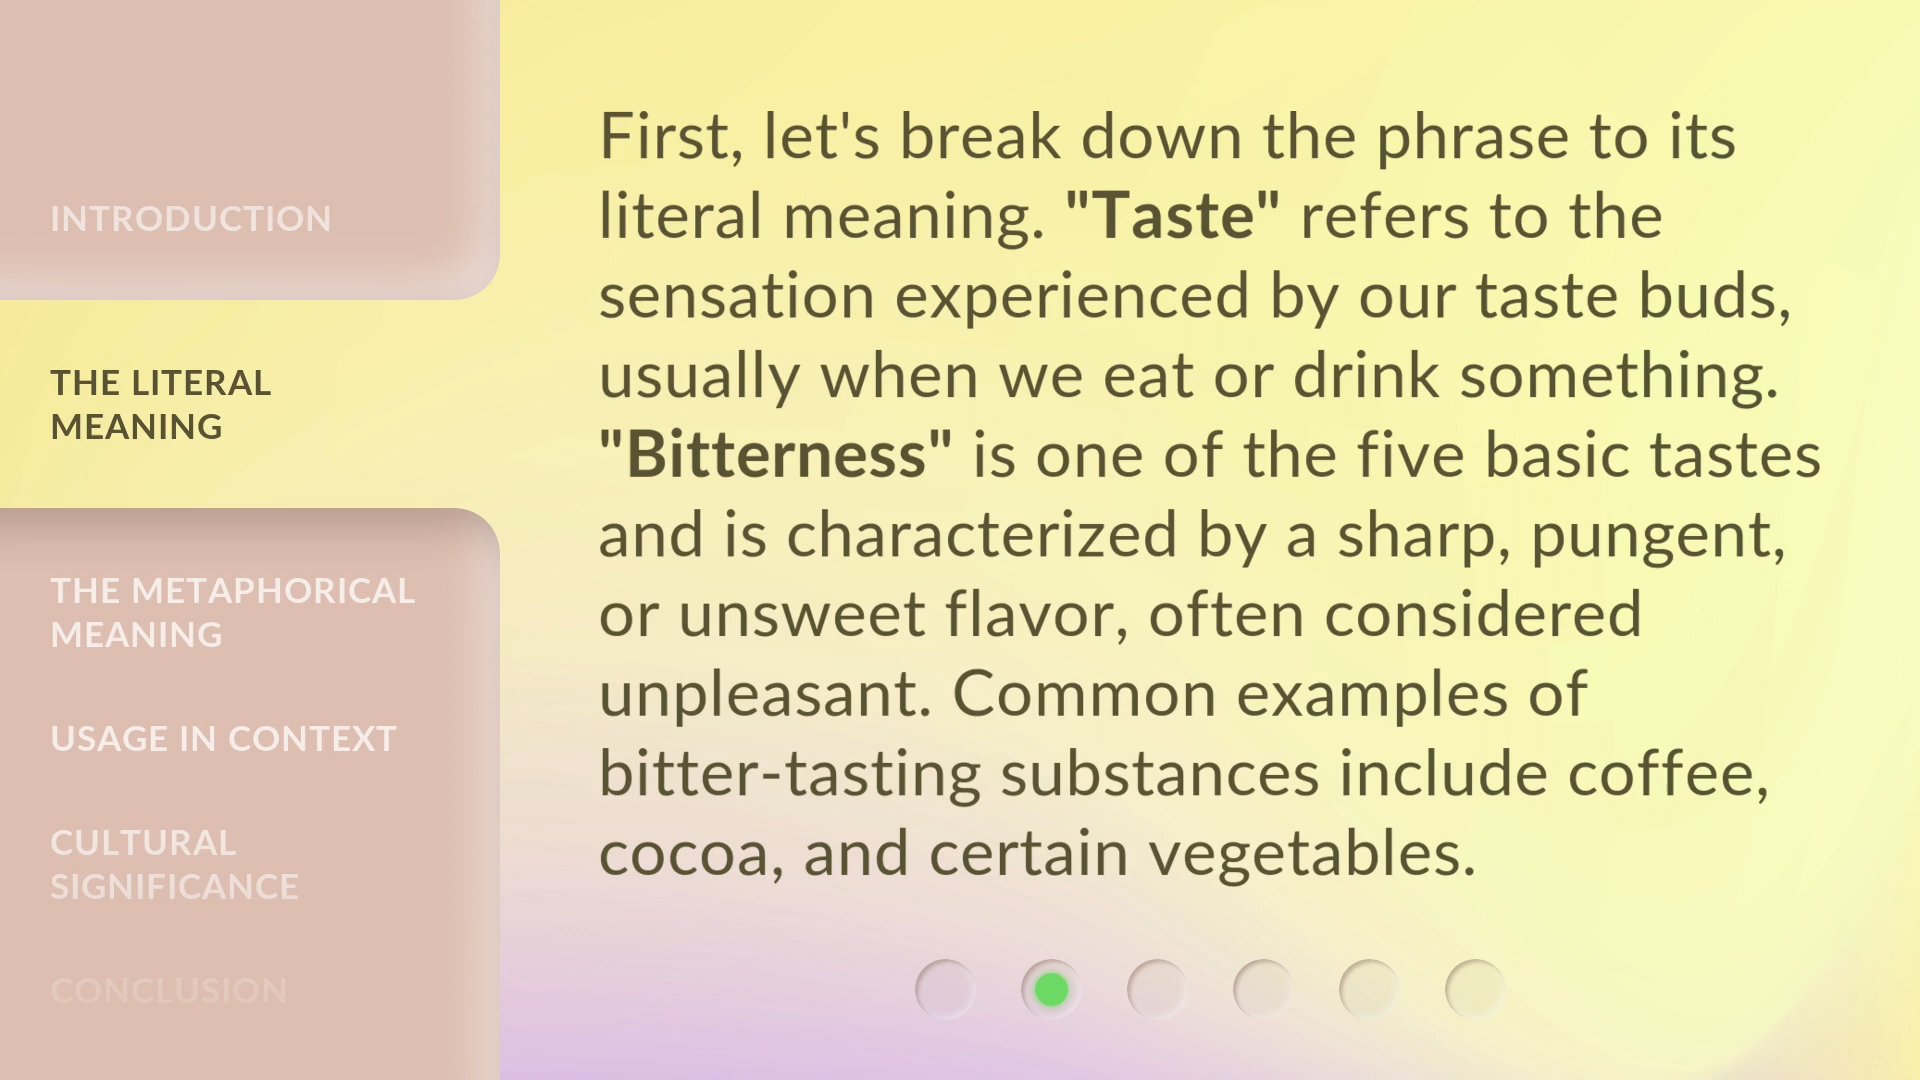 INTRODUCTION
THE LITERAL
MEANING
THE METAPHORICAL
MEANING
USAGE IN CONTEXT
CULTURAL
SIGNIFICANCE
CONCLUSION
First, let's break down the phrase to its
literal meaning. "Taste" refers to the
sensation experienced by our taste buds,
usually when we eat or drink something.
"Bitterness" is one of the five basic tastes
and is characterized by a sharp, pungent,
or unsweet flavor, often considered
unpleasant. Common examples of
bitter-tasting substances include coffee,
cocoa, and certain vegetables.